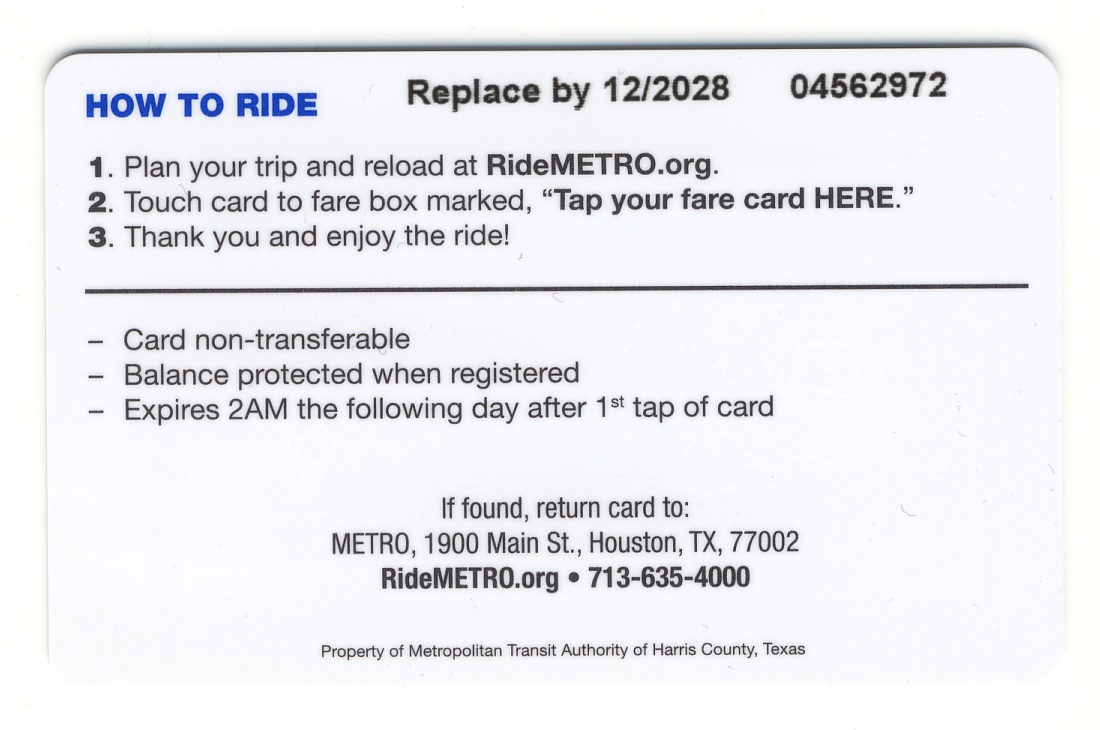 HOW TO RIDE Replace by 12/2028 04562972
1. Plan your trip and reload at RideMETRO.org.
2. Touch card to fare box marked, “Tap your fare card HERE.”
3. Thank you and enjoy the ride!
– Card non-transferable
– Balance protected when registered
– Expires 2AM the following day after 1st tap of card
If found, return card to:
METRO, 1900 Main St., Houston, TX, 77002
RideMETRO.org • 713-635-4000
Property of Metropolitan Transit Authority of Harris County, Texas